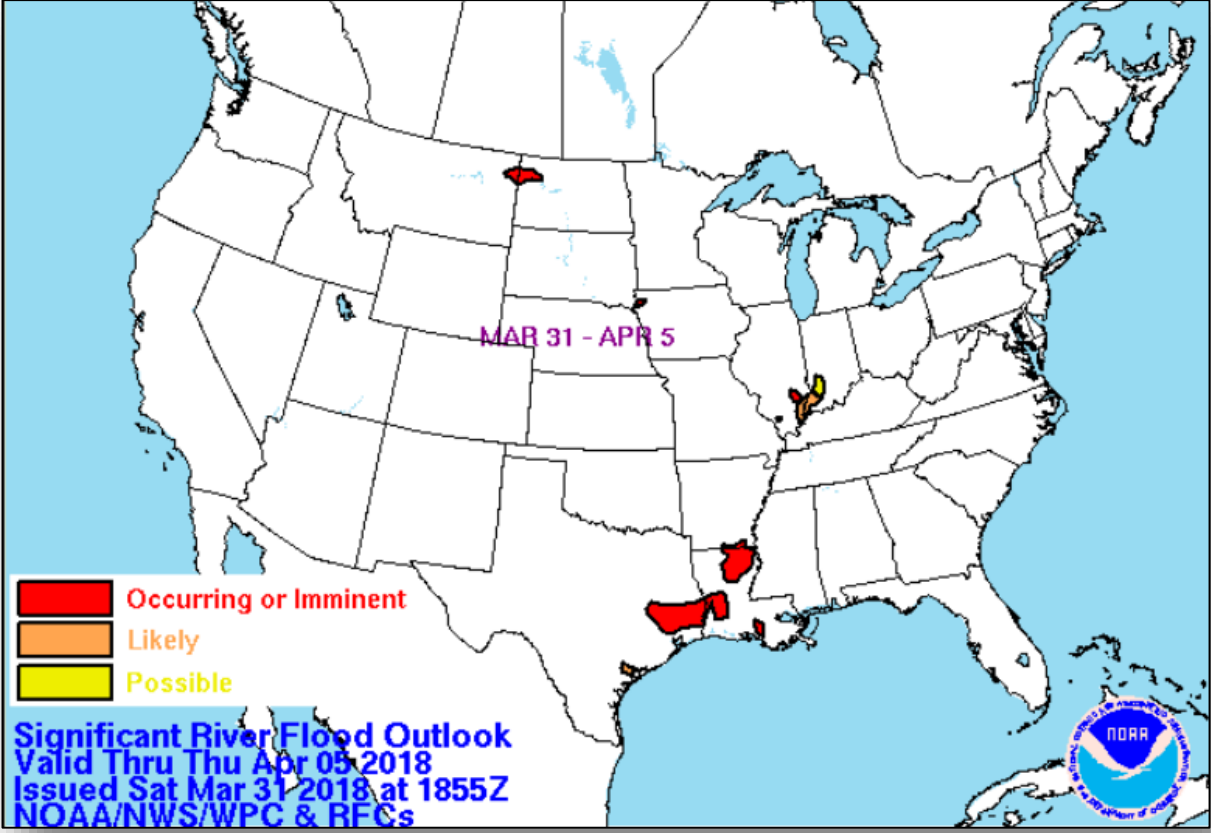 MAR 31 - APR 5
Occurring or Imminent
Likely
Possible
Significant River Flood Outlook
Valid Thru Thu Apr 05 2018
Issued Sat Mar 31 2018 at 1855Z
NOAA/NWS/WPC & RFCs
NOAA